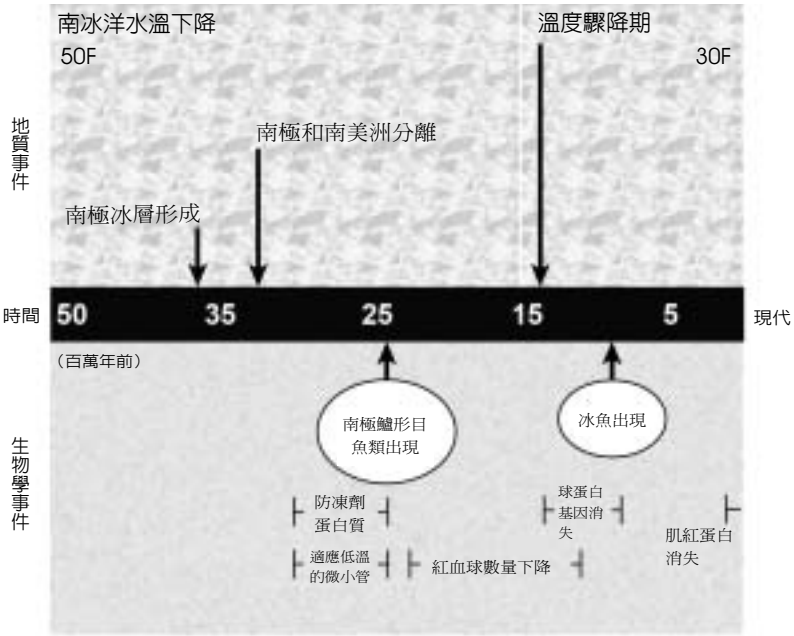 南冰洋水溫下降
溫度驟降期
50F
30F
地質事件
南極和南美洲分離
南極冰層形成
時間
50
35
25
15
5
現代
(百萬年前)
生物學事件
南極鱸形目
魚類出現
冰魚出現
防凍劑
蛋白質
球蛋白
基因消
失
肌紅蛋白
消失
適應低溫
的微小管
紅血球數量下降